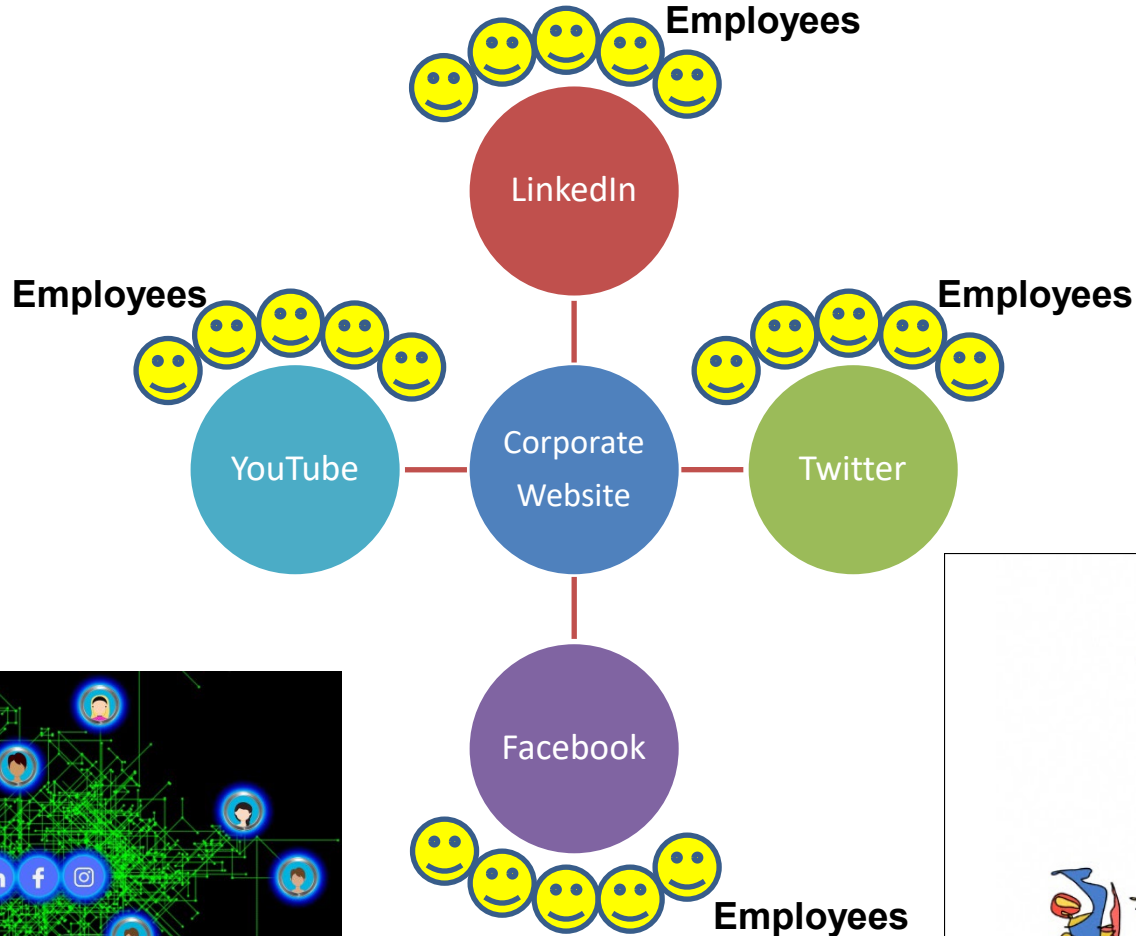 Employees
LinkedIn
Employees
Employees
YouTube
Corporate
Website
Twitter
Facebook
Employees